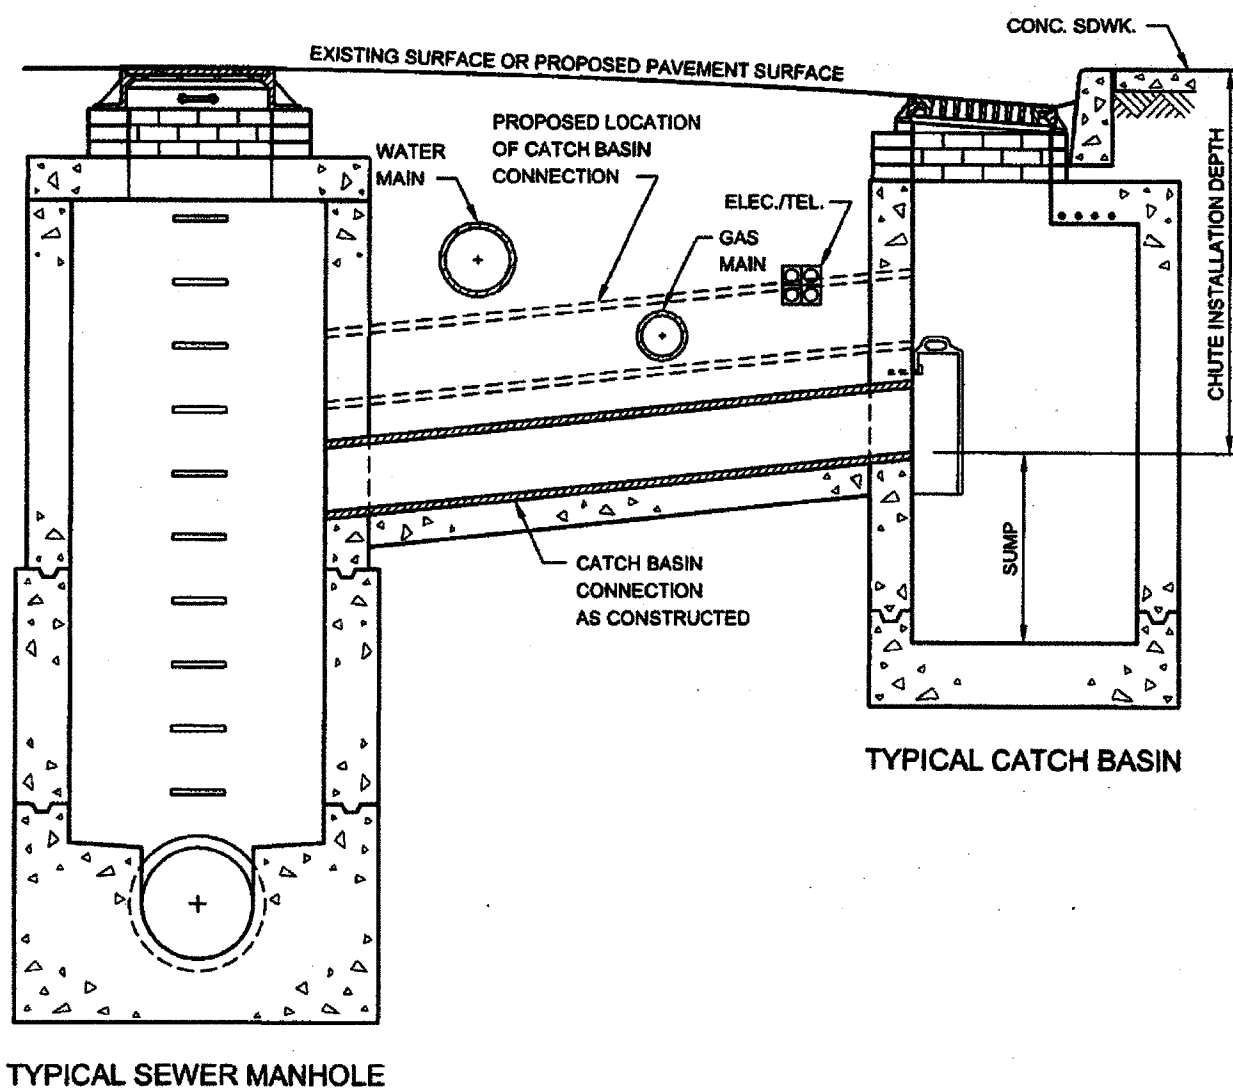 CONC. SDWK.
EXISTING SURFACE OR PROPOSED PAVEMENT SURFACE
PROPOSED LOCATION
OF CATCH BASIN
CONNECTION
WATER
MAIN
ELEC./TEL.
GAS
MAIN
CHUTE INSTALLATION DEPTH
SUMP
CATCH BASIN
CONNECTION
AS CONSTRUCTED
TYPICAL CATCH BASIN
TYPICAL SEWER MANHOLE